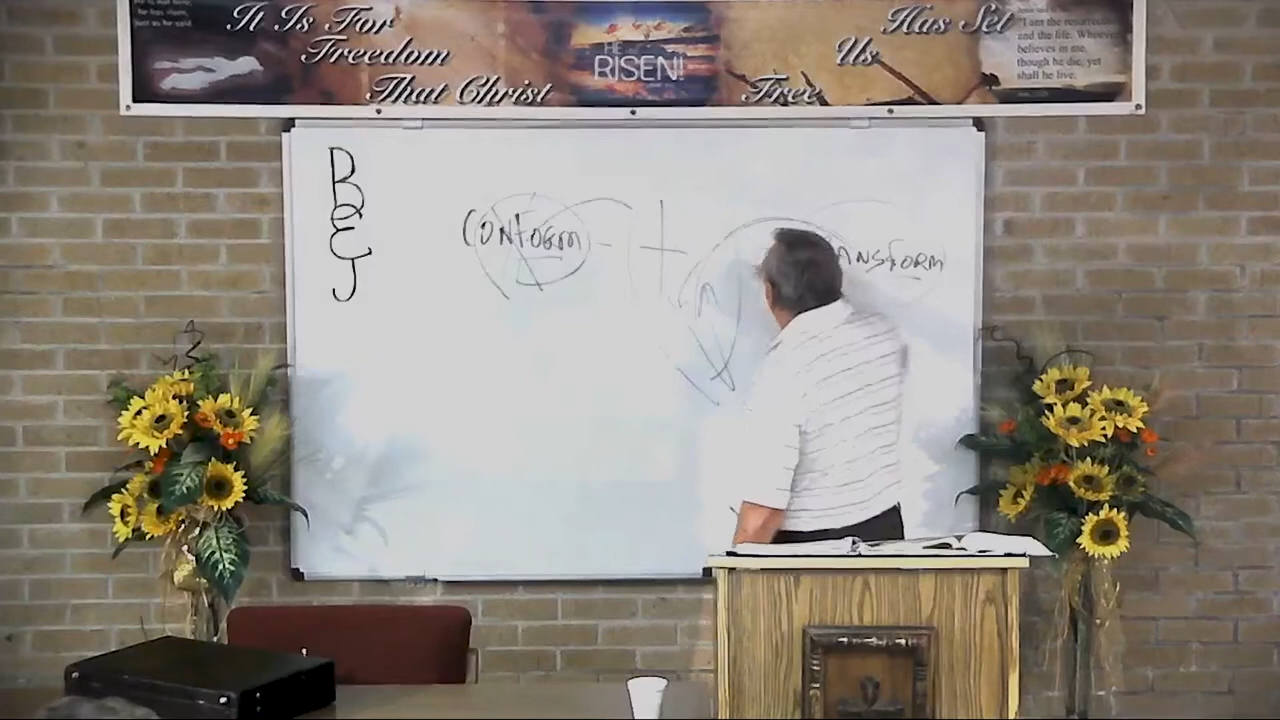 It Is For
Freedom
That Christ
HE IS
RISEN!
Has Set
Us
Free
"I am the resurrection
and the life. Whoever
believes in me,
though he die, yet
shall he live.
CONFORM - ANSFORM